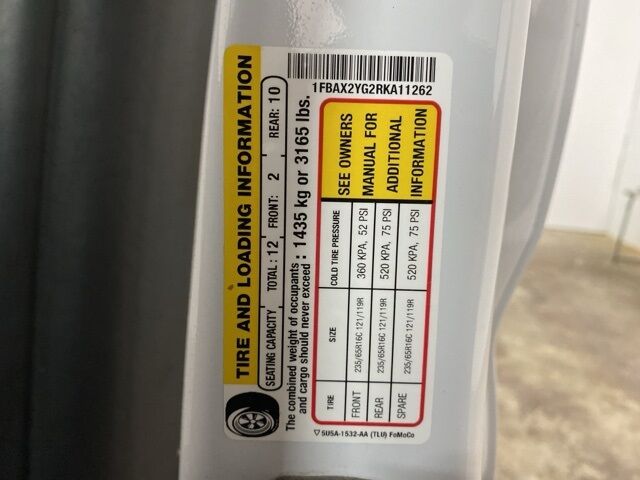 TIRE AND LOADING INFORMATION
SEATING CAPACITY TOTAL: 12 FRONT: 2 REAR: 10
The combined weight of occupants
and cargo should never exceed : 1435 kg or 3165 lbs.
TIRE SIZE COLD TIRE PRESSURE
FRONT 235/65R16C 121/119R 360 KPA, 52 PSI
REAR 235/65R16C 121/119R 520 KPA, 75 PSI
SPARE 235/65R16C 121/119R 520 KPA, 75 PSI
SEE OWNERS
MANUAL FOR
ADDITIONAL
INFORMATION
5U5A-1532-AA (TLU) FoMoCo
1FBAX2YG2RKA11262